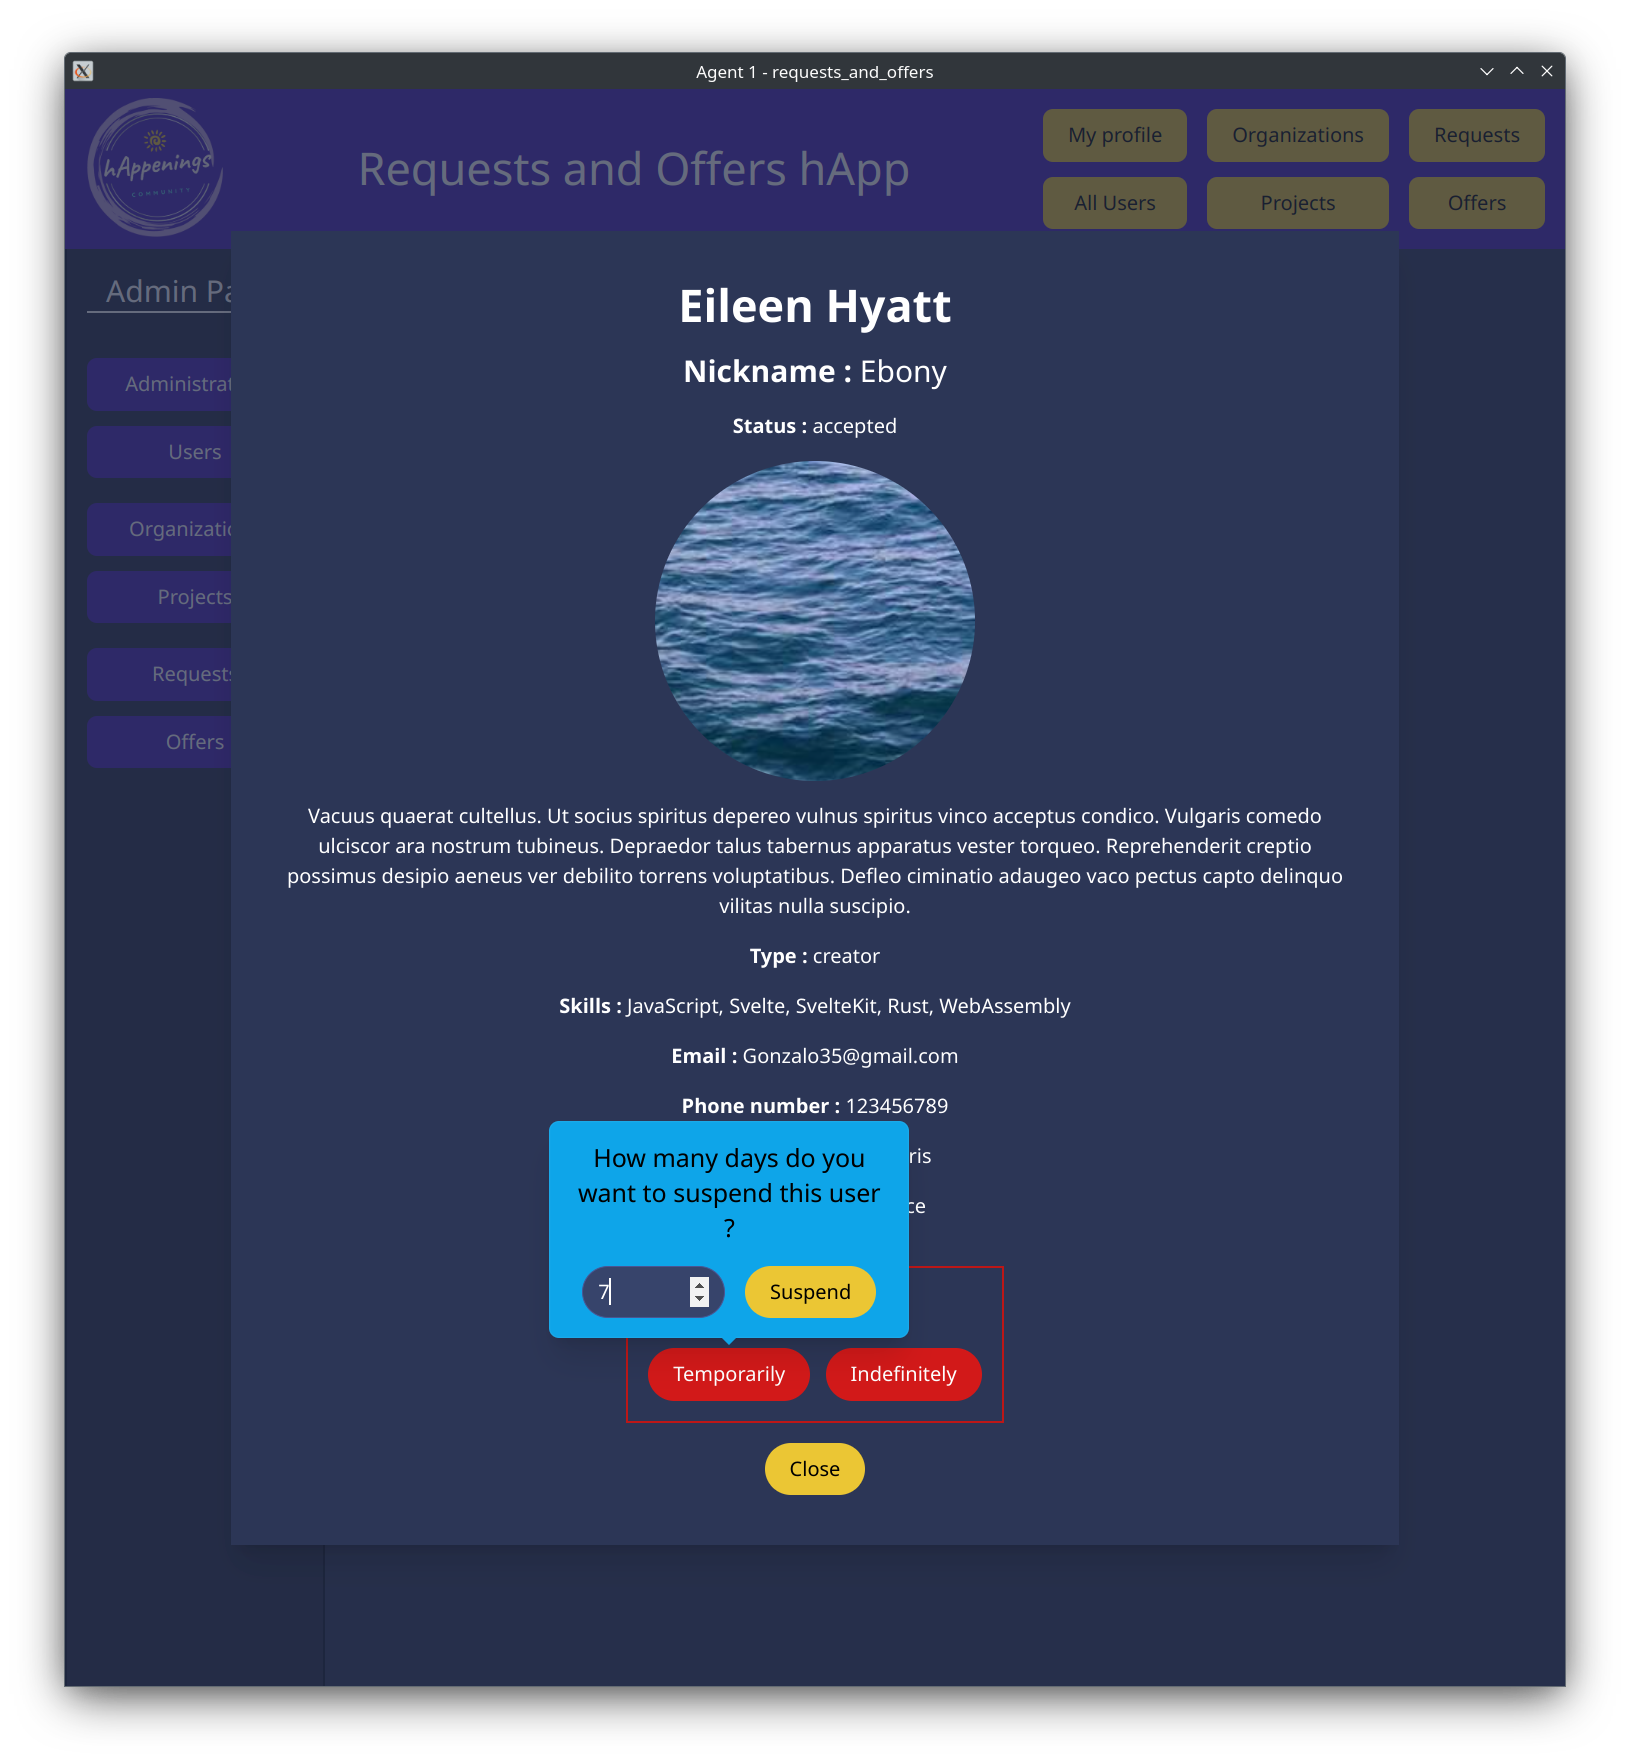 Agent 1 - requests_and_offers
hAppenings
COMMUNITY
Requests and Offers hApp
My profile
Organizations
Requests
All Users
Projects
Offers
Admin Pa
Administrat
Users
Organizatio
Projects
Requests
Offers
Eileen Hyatt
Nickname : Ebony
Status : accepted
Vacuus quaerat cultellus. Ut socius spiritus depereo vulnus spiritus vinco acceptus condico. Vulgaris comedo
ulciscor ara nostrum tubineus. Depraedor talus tabernus apparatus vester torqueo. Reprehenderit creptio
possimus desipio aeneus ver debilito torrens voluptatibus. Defleo ciminatio adaugeo vaco pectus capto delinquo
vilitas nulla suscipio.
Type : creator
Skills : JavaScript, Svelte, SvelteKit, Rust, WebAssembly
Email : Gonzalo35@gmail.com
Phone number : 123456789
ris
ce
How many days do you
want to suspend this user
?
7
Suspend
Temporarily
Indefinitely
Close